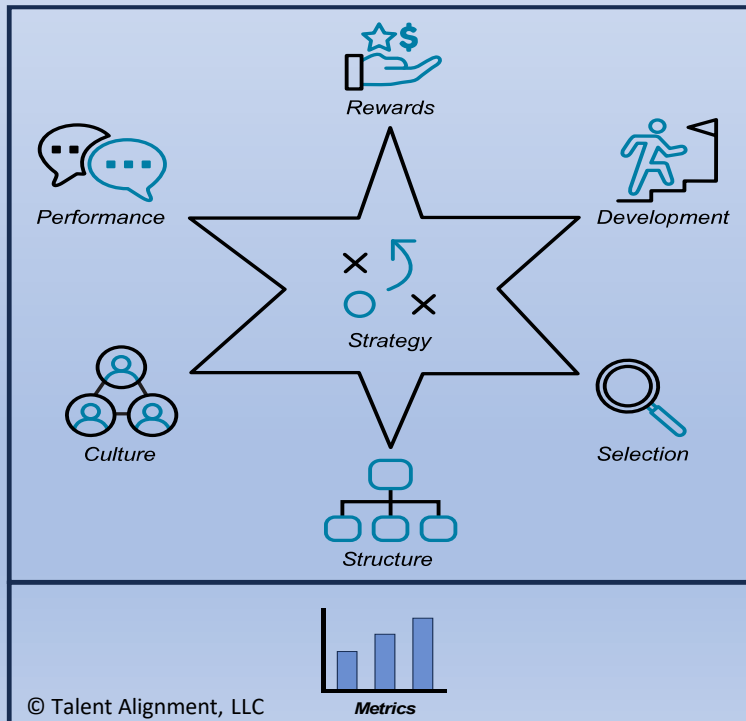 Rewards
Performance
Development
Strategy
Culture
Selection
Structure
Metrics
© Talent Alignment, LLC